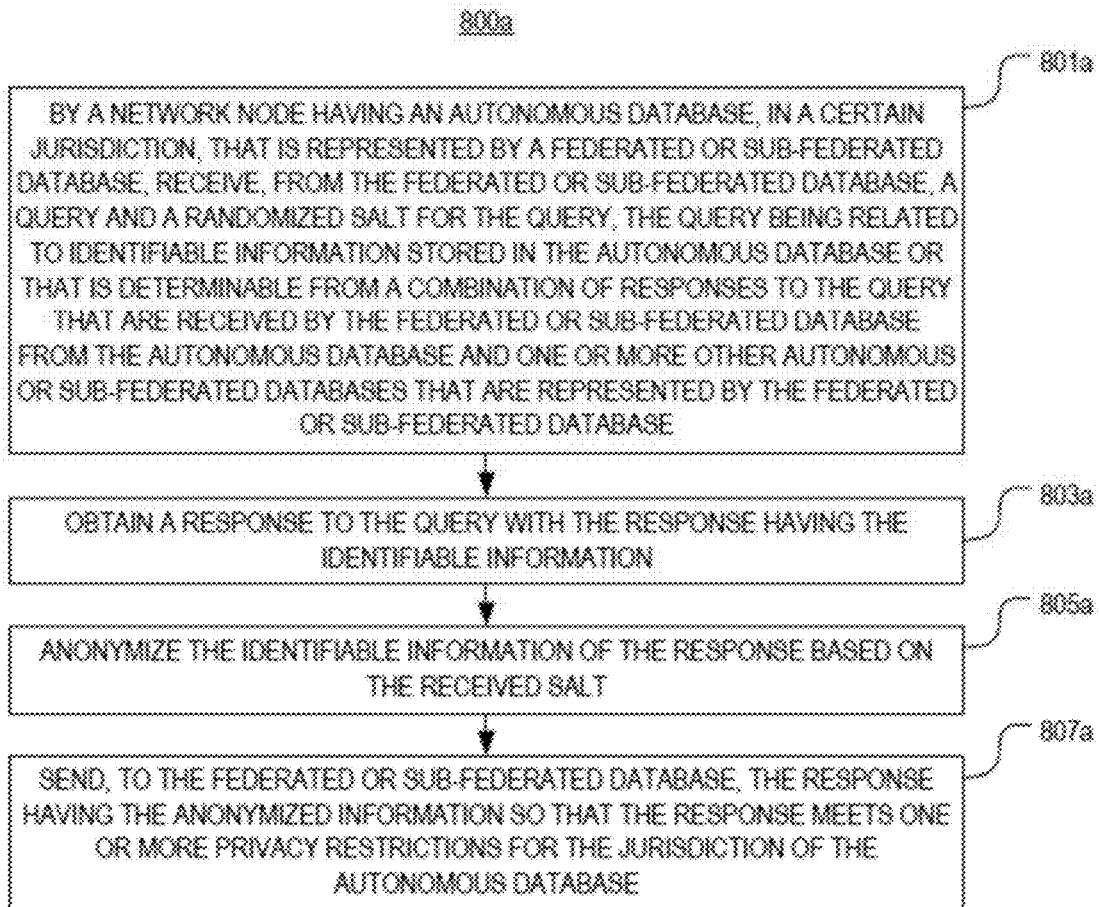 800a
801a
BY A NETWORK NODE HAVING AN AUTONOMOUS DATABASE, IN A CERTAIN
JURISDICTION, THAT IS REPRESENTED BY A FEDERATED OR SUB-FEDERATED
DATABASE, RECEIVE, FROM THE FEDERATED OR SUB-FEDERATED DATABASE, A
QUERY AND A RANDOMIZED SALT FOR THE QUERY, THE QUERY BEING RELATED
TO IDENTIFIABLE INFORMATION STORED IN THE AUTONOMOUS DATABASE OR
THAT IS DETERMINABLE FROM A COMBINATION OF RESPONSES TO THE QUERY
THAT ARE RECEIVED BY THE FEDERATED OR SUB-FEDERATED DATABASE
FROM THE AUTONOMOUS DATABASE AND ONE OR MORE OTHER AUTONOMOUS
OR SUB-FEDERATED DATABASES THAT ARE REPRESENTED BY THE FEDERATED
OR SUB-FEDERATED DATABASE
803a
OBTAIN A RESPONSE TO THE QUERY WITH THE RESPONSE HAVING THE
IDENTIFIABLE INFORMATION
805a
ANONYMIZE THE IDENTIFIABLE INFORMATION OF THE RESPONSE BASED ON
THE RECEIVED SALT
807a
SEND, TO THE FEDERATED OR SUB-FEDERATED DATABASE, THE RESPONSE
HAVING THE ANONYMIZED INFORMATION SO THAT THE RESPONSE MEETS ONE
OR MORE PRIVACY RESTRICTIONS FOR THE JURISDICTION OF THE
AUTONOMOUS DATABASE